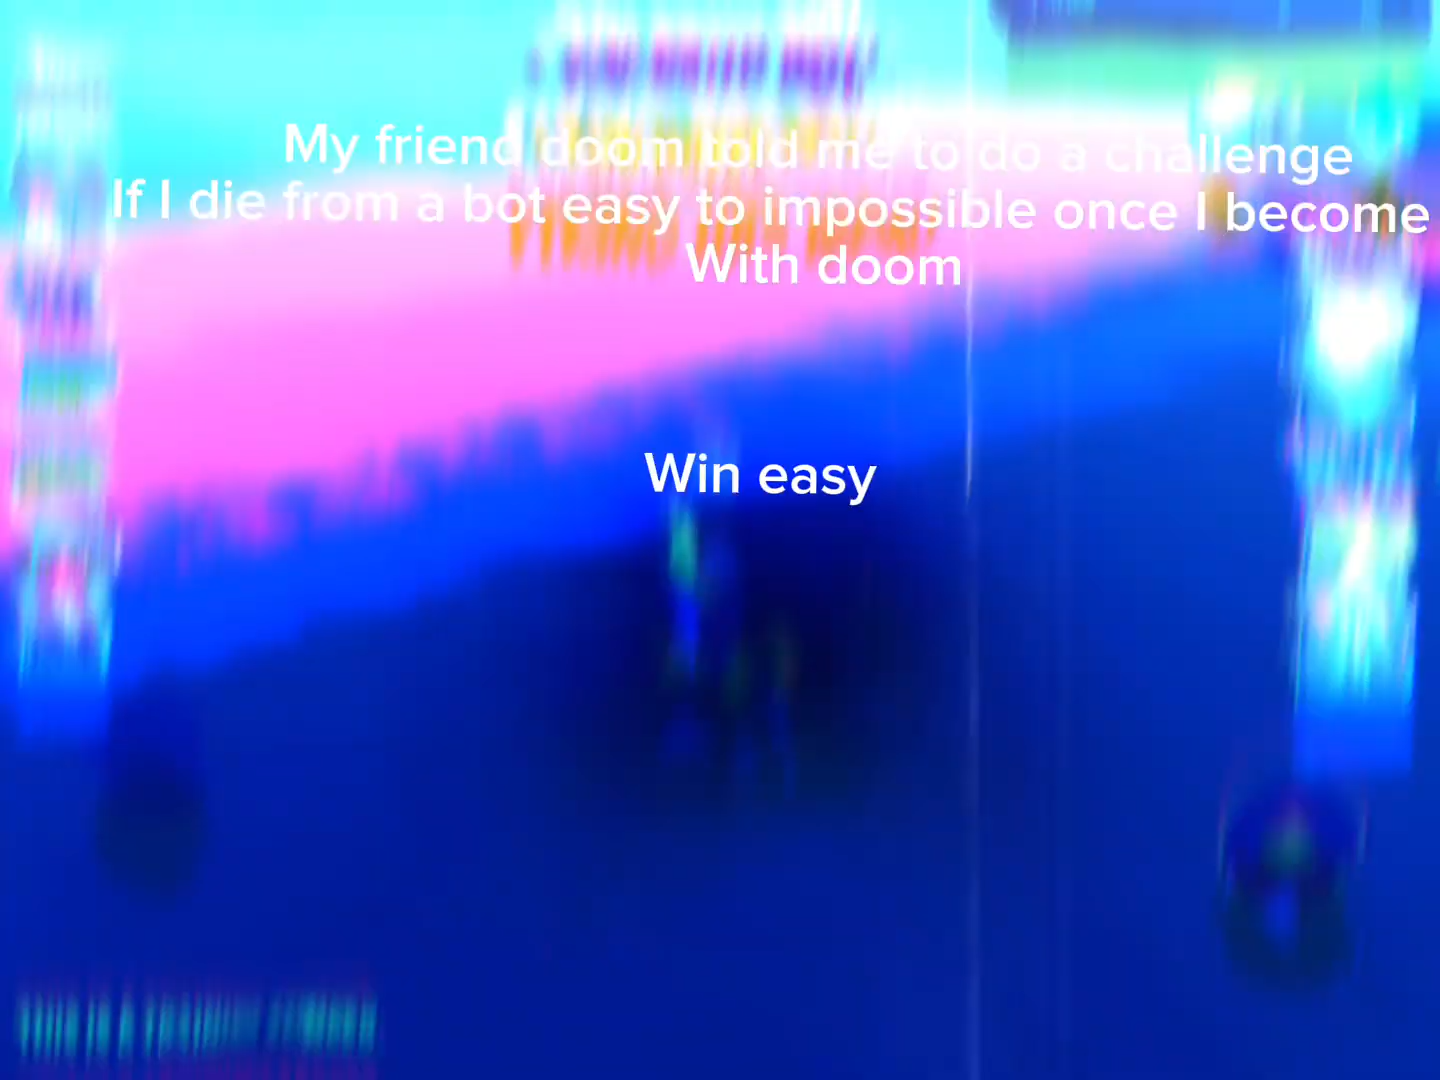 My friend doom told me to do a challenge
If I die from a bot easy to impossible once I become
With doom
Win easy